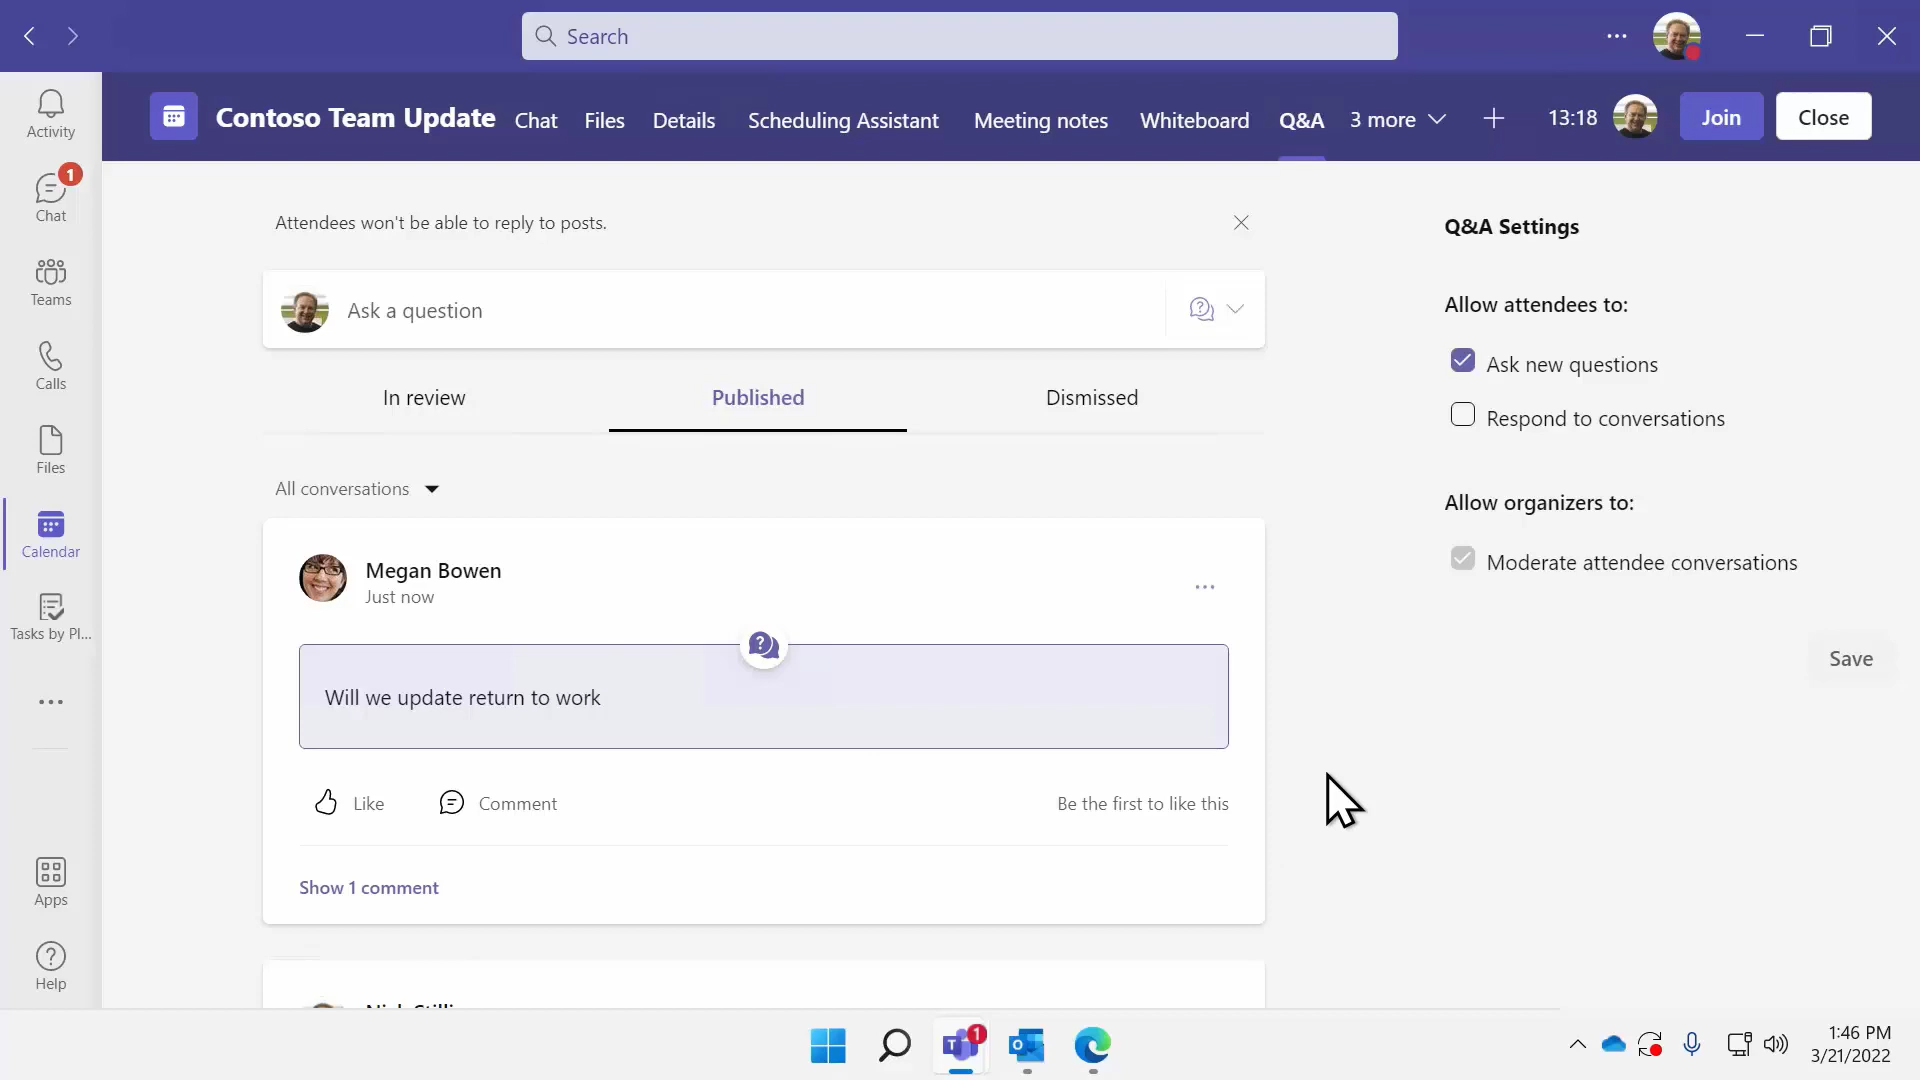 Search
Contoso Team Update
Chat
Files
Details
Scheduling Assistant
Meeting notes
Whiteboard
Q&A
3 more
13:18
Join
Close
Activity
1
Chat
Teams
Calls
Files
Calendar
Tasks by Pl...
Apps
Help
Attendees won't be able to reply to posts.
Ask a question
In review
Published
Dismissed
All conversations
Megan Bowen
Just now
Will we update return to work
Like
Comment
Be the first to like this
Show 1 comment
Q&A Settings
Allow attendees to:
Ask new questions
Respond to conversations
Allow organizers to:
Moderate attendee conversations
Save
1
1:46 PM
3/21/2022